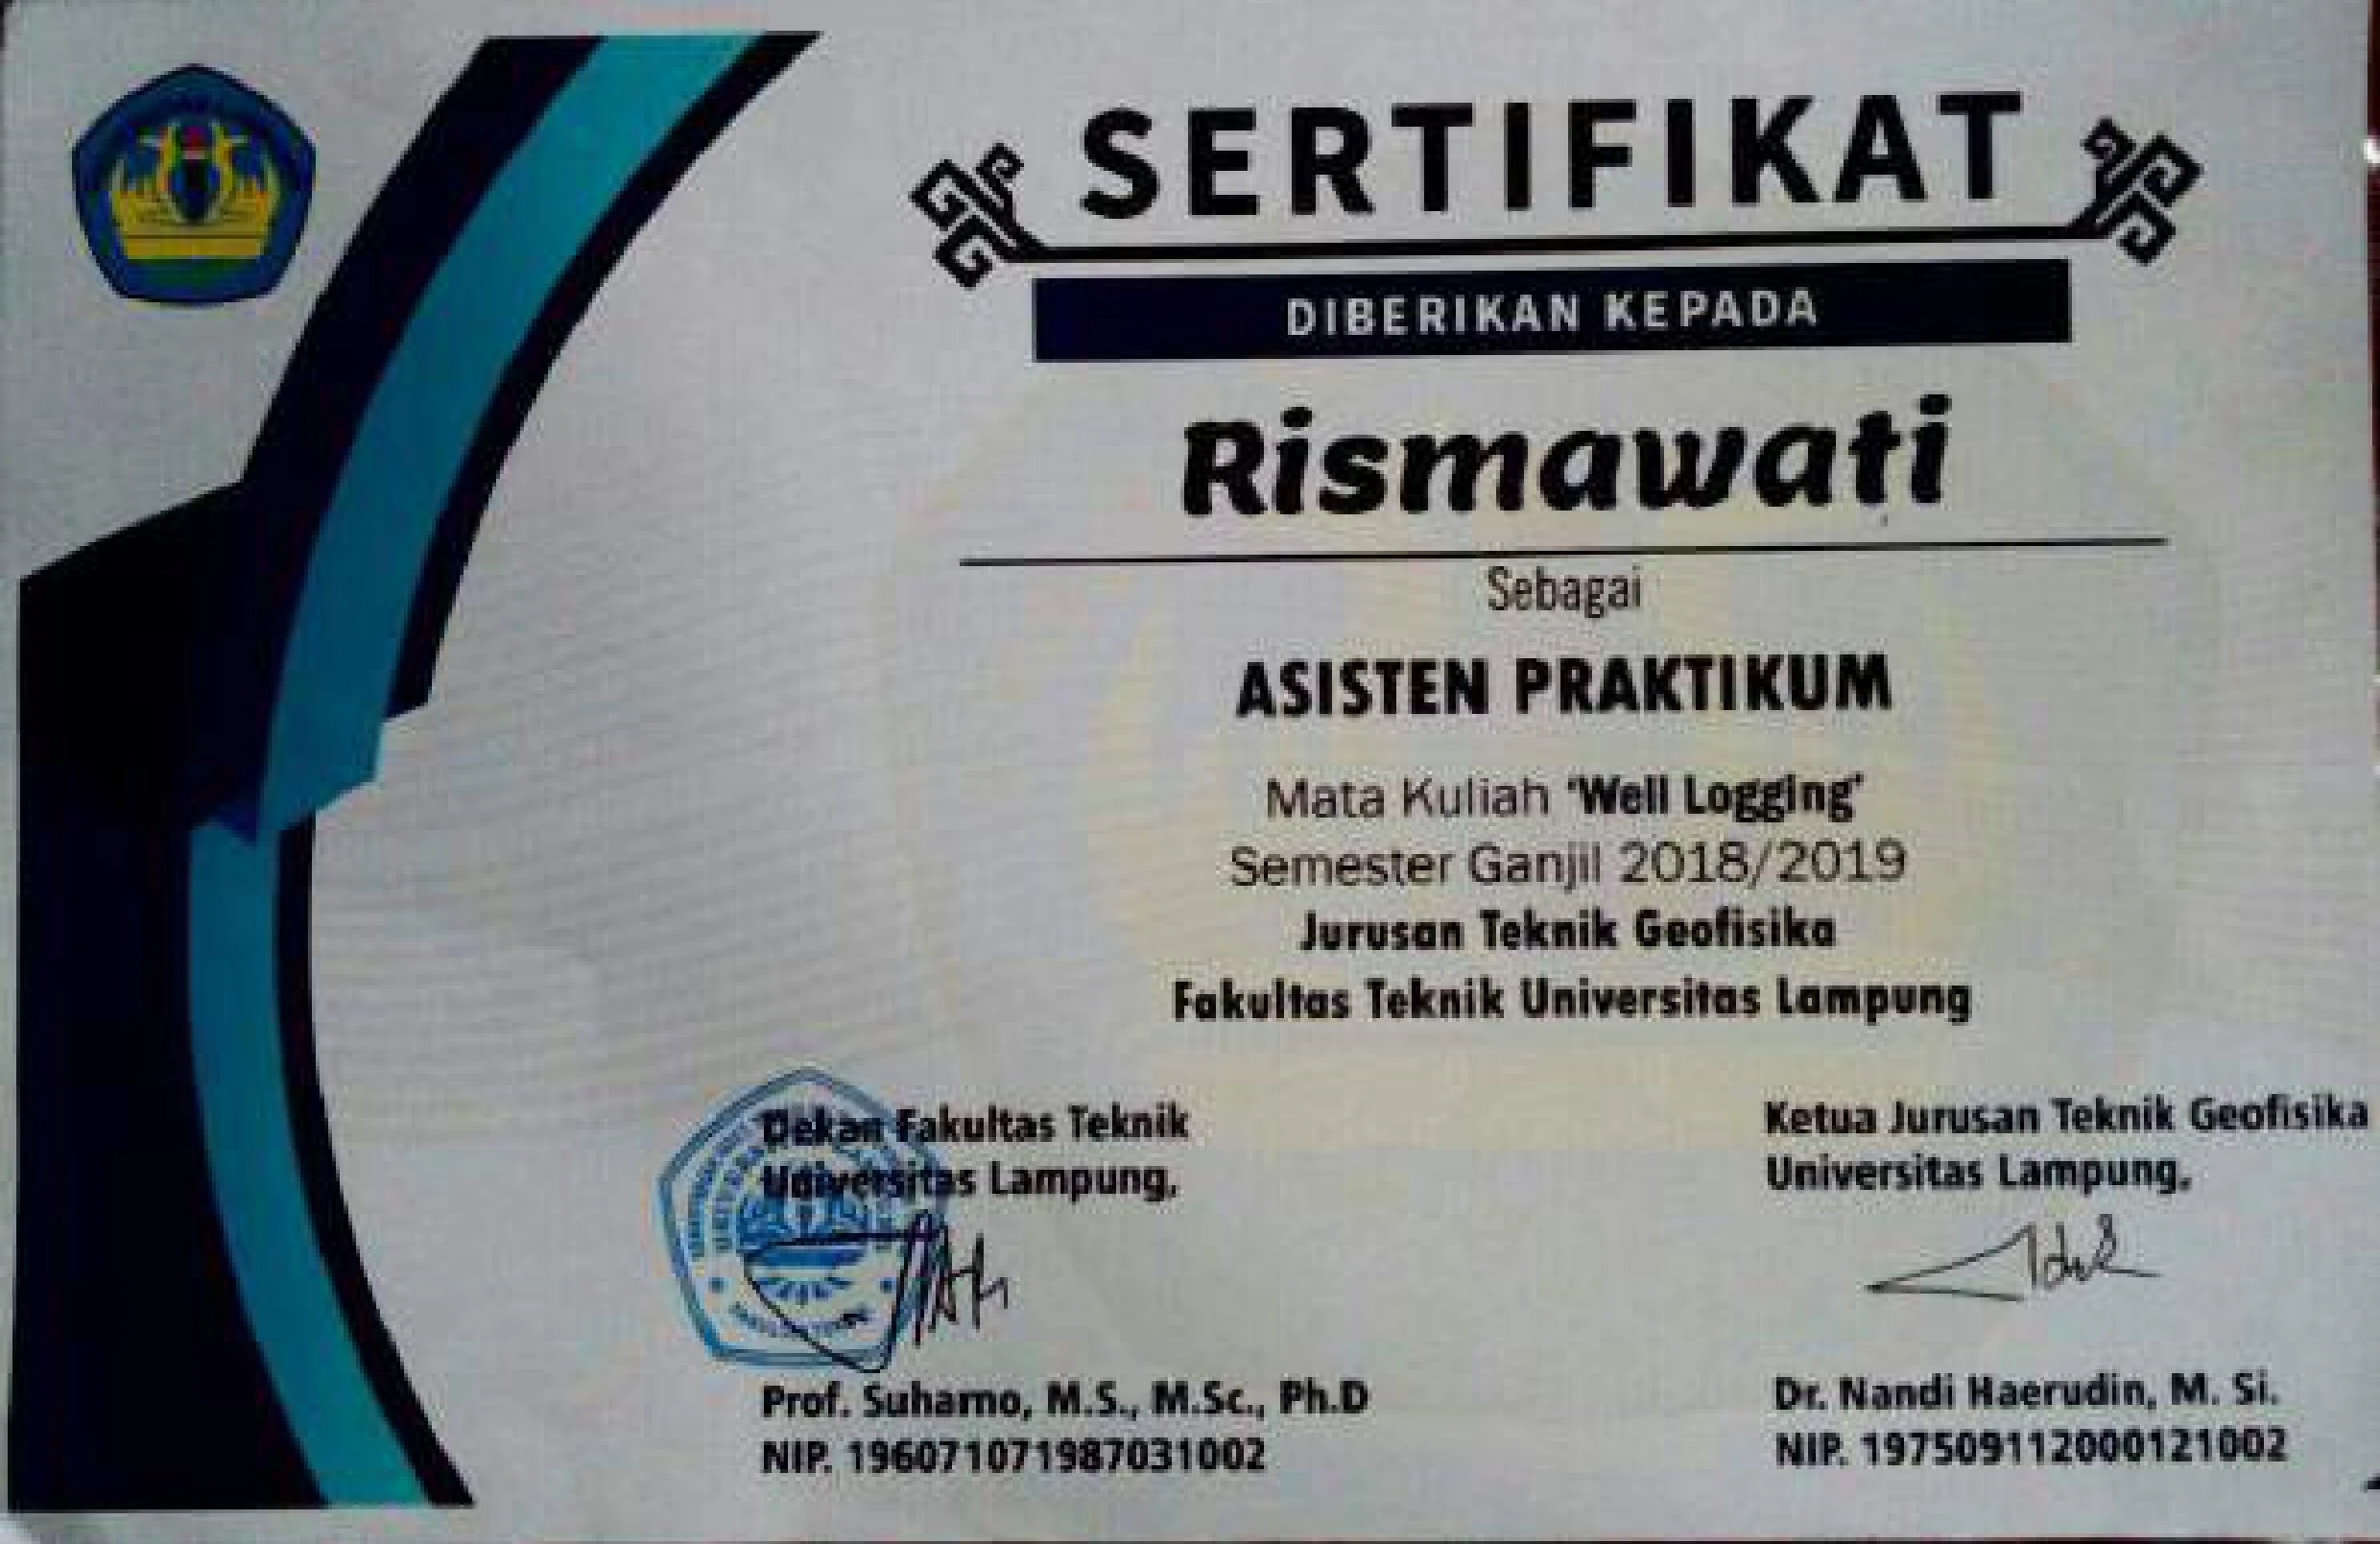 SERTIFIKAT
DIBERIKAN KEPADA
Rismawati
Sebagai
ASISTEN PRAKTIKUM
Mata Kuliah 'Well Logging'
Semester Ganjil 2018/2019
Jurusan Teknik Geofisika
Fakultas Teknik Universitas Lampung
Dekan Fakultas Teknik
Universitas Lampung,
Prof. Suharno, M.S., M.Sc., Ph.D
NIP. 196071071987031002
Ketua Jurusan Teknik Geofisika
Universitas Lampung,
Dr. Nandi Haerudin, M. Si.
NIP. 197509112000121002